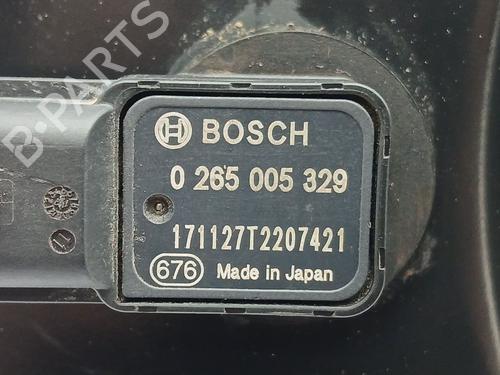 BOSCH
0 265 005 329
171127T2207421
676 Made in Japan
B-PARTS